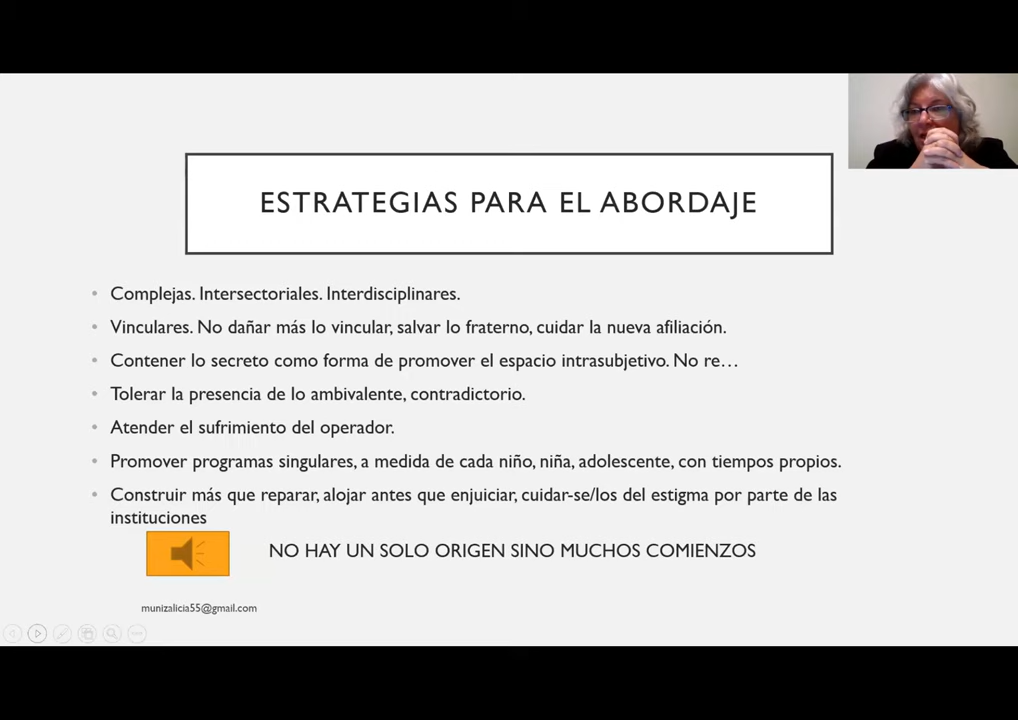 ESTRATEGIAS PARA EL ABORDAJE
• Complejas. Intersectoriales. Interdisciplinares.
• Vinculares. No dañar más lo vincular, salvar lo fraterno, cuidar la nueva afiliación.
• Contener lo secreto como forma de promover el espacio intrasubjetivo. No re…
• Tolerar la presencia de lo ambivalente, contradictorio.
• Atender el sufrimiento del operador.
• Promover programas singulares, a medida de cada niño, niña, adolescente, con tiempos propios.
• Construir más que reparar, alojar antes que enjuiciar, cuidar-se/los del estigma por parte de las
instituciones
NO HAY UN SOLO ORIGEN SINO MUCHOS COMIENZOS
munizalicia55@gmail.com